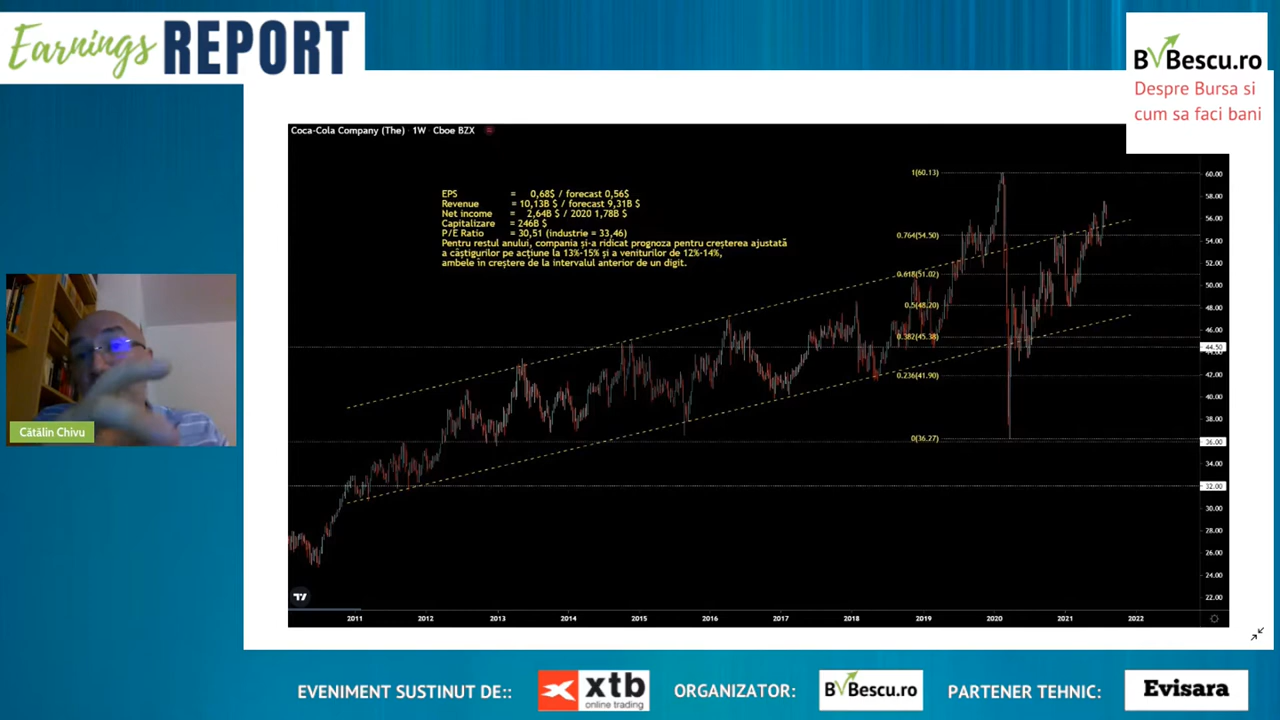 Earnings REPORT
BVBescu.ro
Despre Bursa si
cum sa faci bani
Coca-Cola Company (The) · 1W · Cboe BZX
EPS = 0,68$ / forecast 0,56$
Revenue = 10,13B $ / forecast 9,31B $
Net income = 2,64B $ / 2020 1,78B $
Capitalizare = 246B $
P/E Ratio = 30,51 (industrie = 33,46)
Pentru restul anului, compania și-a ridicat prognoza pentru creșterea ajustată
a câștigurilor pe acțiune la 13%-15% și a veniturilor de 12%-14%,
ambele în creștere de la intervalul anterior de un digit.
1(60.13)
0.764(54.50)
0.618(51.02)
0.5(48.20)
0.382(45.38)
0.236(41.90)
0(36.27)
60.00
58.00
56.00
54.00
52.00
50.00
48.00
46.00
44.50
44.00
42.00
40.00
38.00
36.00
34.00
32.00
30.00
28.00
26.00
24.00
22.00
2011 2012 2013 2014 2015 2016 2017 2018 2019 2020 2021 2022
Cătălin Chivu
EVENIMENT SUSTINUT DE:: xtb online trading ORGANIZATOR: BVBescu.ro PARTENER TEHNIC: Evisara